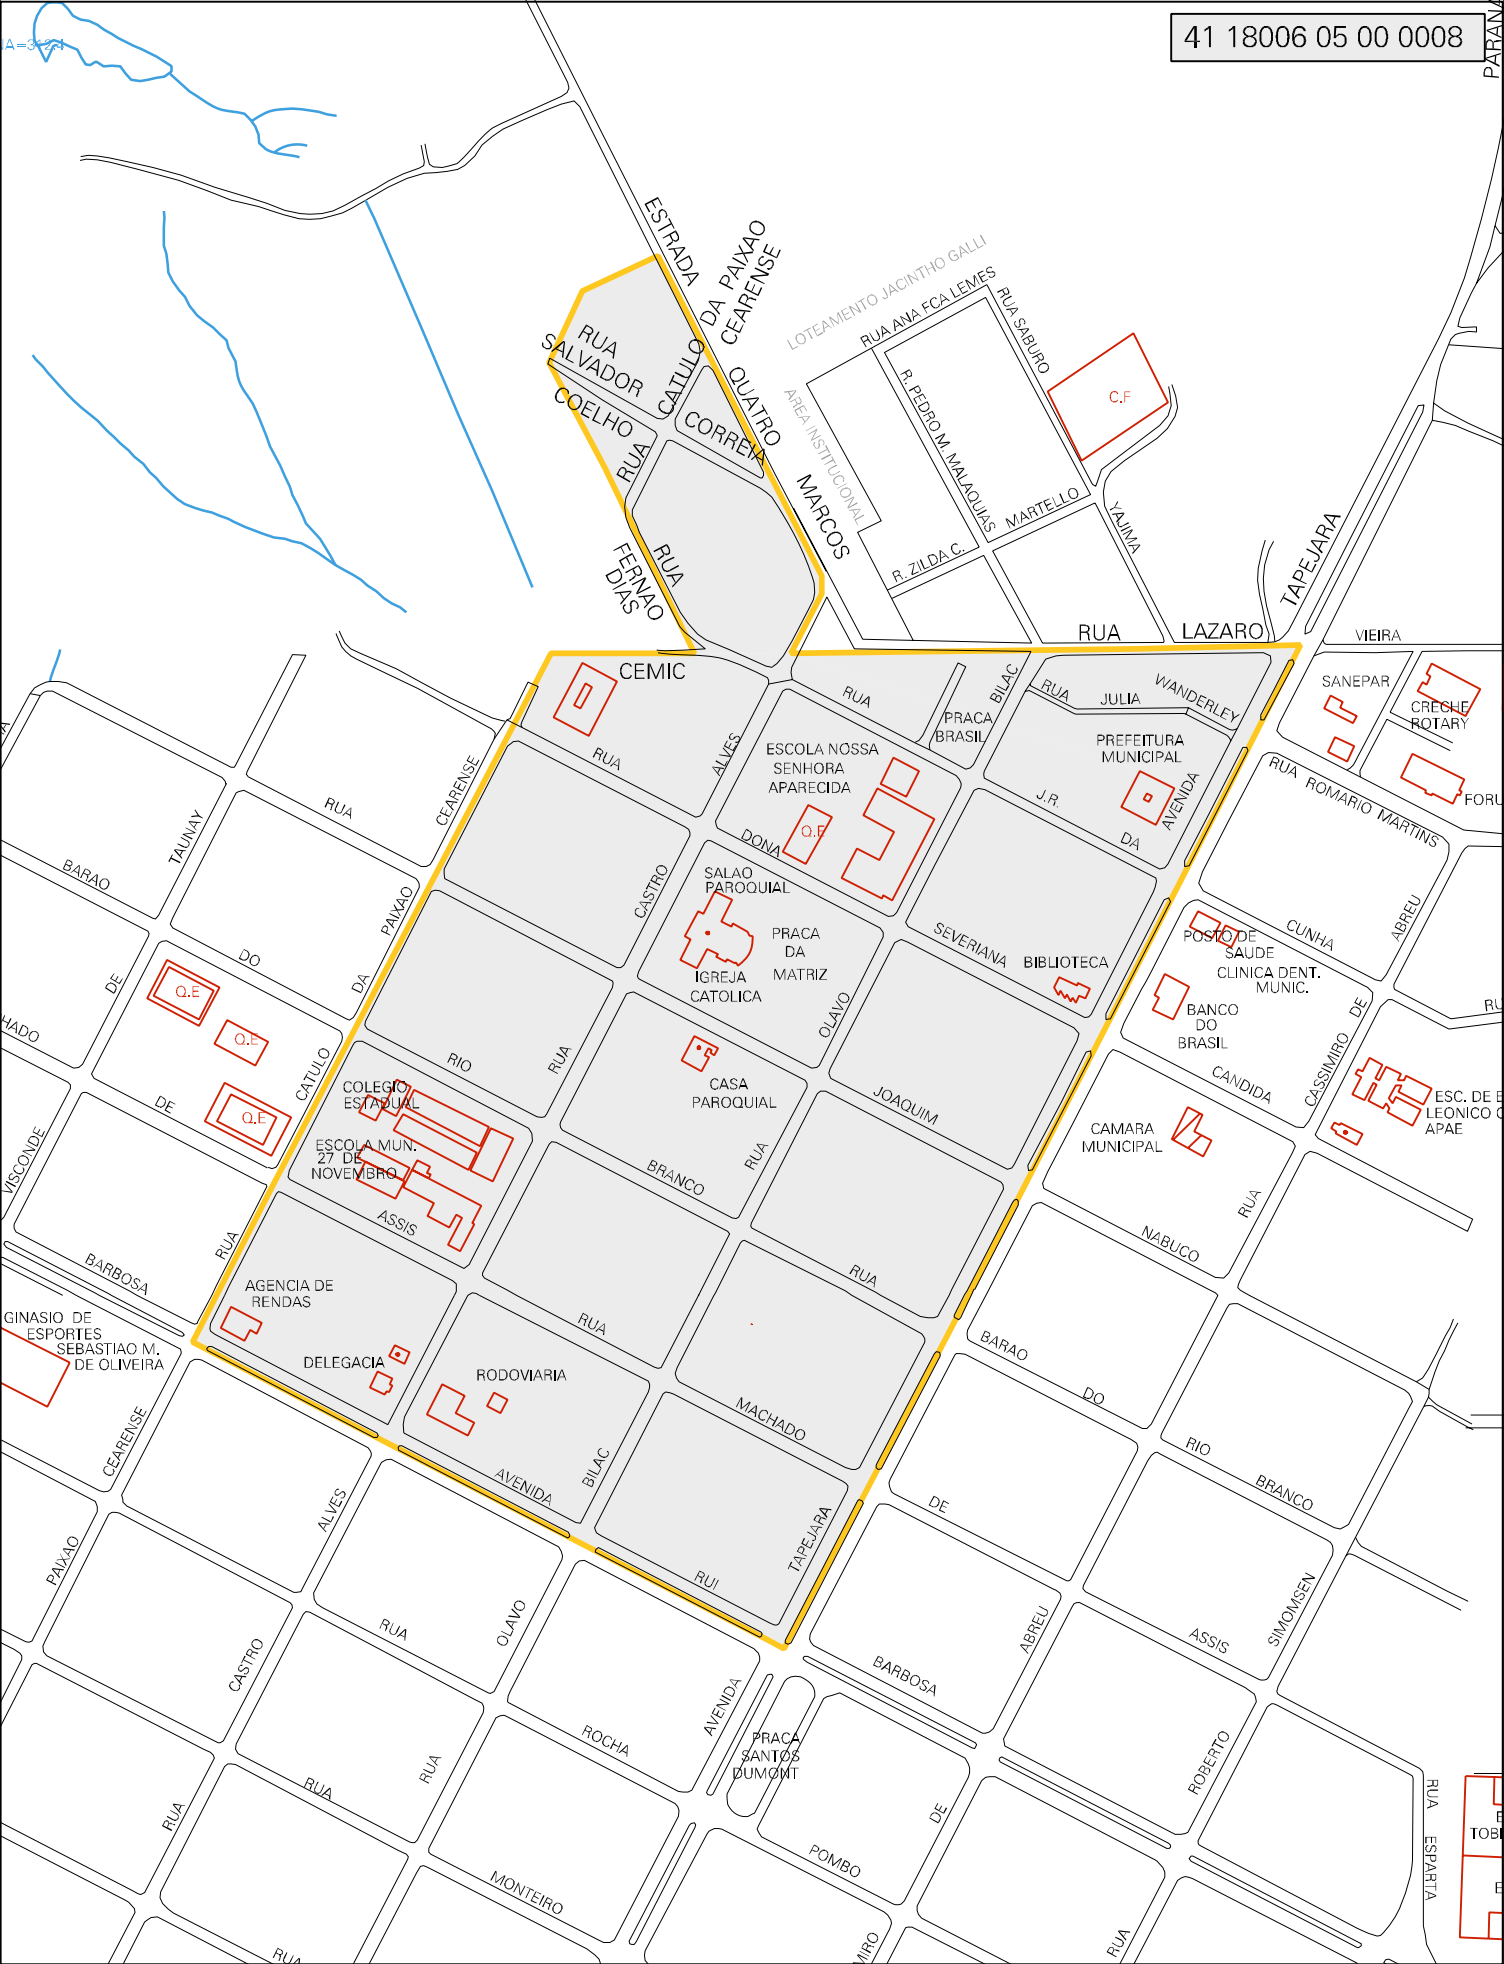 41 18006 05 00 0008
PARANA
ESTRADA
DA PAIXAO
CEARENSE
CATULO
RUA
SALVADOR
COELHO
CORREIA
RUA
QUATRO
MARCOS
LOTEAMENTO JACINTHO GALLI
RUA ANA FCA LEMES
RUA SABURO
C.F
R. PEDRO M. MALAQUIAS
AREA INSTITUCIONAL
MARTELLO
R. ZILDA C.
YAJIMA
TAPEJARA
RUA
FERNAO
DIAS
RUA
LAZARO
VIEIRA
CEMIC
RUA
BILAC
PRACA
BRASIL
RUA
JULIA
WANDERLEY
SANEPAR
CRECHE
ROTARY
PREFEITURA
MUNICIPAL
ESCOLA NOSSA
SENHORA
APARECIDA
Q.E
ALVES
RUA
CEARENSE
RUA
TAUNAY
BARAO
J.R.
DA
AVENIDA
RUA ROMARIO MARTINS
DONA
SALAO
PAROQUIAL
CASTRO
PRACA
DA
MATRIZ
IGREJA
CATOLICA
SEVERIANA
BIBLIOTECA
POSTO DE
SAUDE
CLINICA DENT.
MUNIC.
CUNHA
ABREU
BANCO
DO
BRASIL
PAIXAO
DO
DE
DA
Q.E
Q.E
Q.E
CATULO
DE
RIO
RUA
OLAVO
CASA
PAROQUIAL
JOAQUIM
CANDIDA
CASSIMIRO
DE
ESC. DE
LEONICO
APAE
CAMARA
MUNICIPAL
COLEGIO
ESTADUAL
ESCOLA MUN.
27 DE
NOVEMBRO
VISCONDE
ASSIS
BRANCO
RUA
RUA
NABUCO
RUA
BARBOSA
RUA
AGENCIA DE
RENDAS
GINASIO DE
ESPORTES
SEBASTIAO M.
DE OLIVEIRA
DELEGACIA
RODOVIARIA
RUA
BARAO
DO
RIO
BRANCO
MACHADO
CEARENSE
AVENIDA
BILAC
TAPEJARA
RUI
DE
ALVES
PAIXAO
RUA
OLAVO
ABREU
ASSIS
SIMOMSEN
CASTRO
BARBOSA
AVENIDA
ROCHA
PRACA
SANTOS
DUMONT
RUA
RUA
RUA
ROBERTO
DE
POMBO
MONTEIRO
RUA
ESPARTA
RUA
RUA